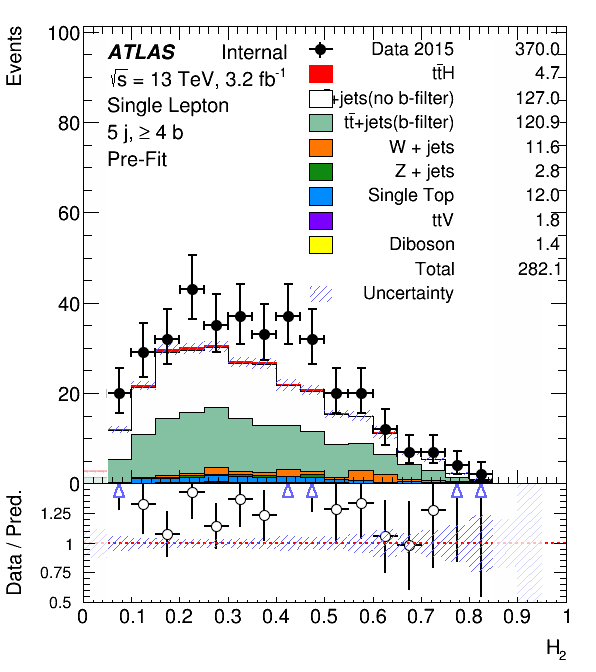 Events
100
80
60
40
20
0
ATLAS Internal
√s = 13 TeV, 3.2 fb⁻¹
Single Lepton
5 j, ≥ 4 b
Pre-Fit
Data 2015 370.0
tt̄H 4.7
+jets(no b-filter) 127.0
tt̄+jets(b-filter) 120.9
W + jets 11.6
Z + jets 2.8
Single Top 12.0
ttV 1.8
Diboson 1.4
Total 282.1
Uncertainty
Data / Pred.
1.25
1
0.75
0.5
0 0.1 0.2 0.3 0.4 0.5 0.6 0.7 0.8 0.9 1
H₂